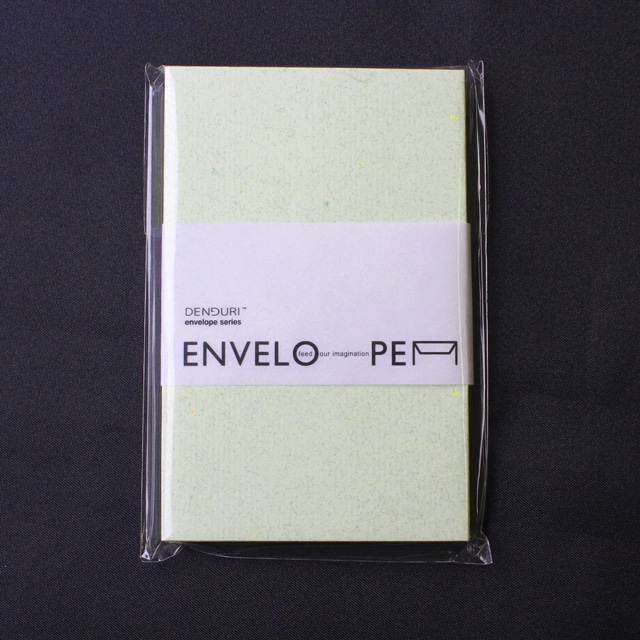 DENDURI™
envelope series
ENVELO feed our imagination PE